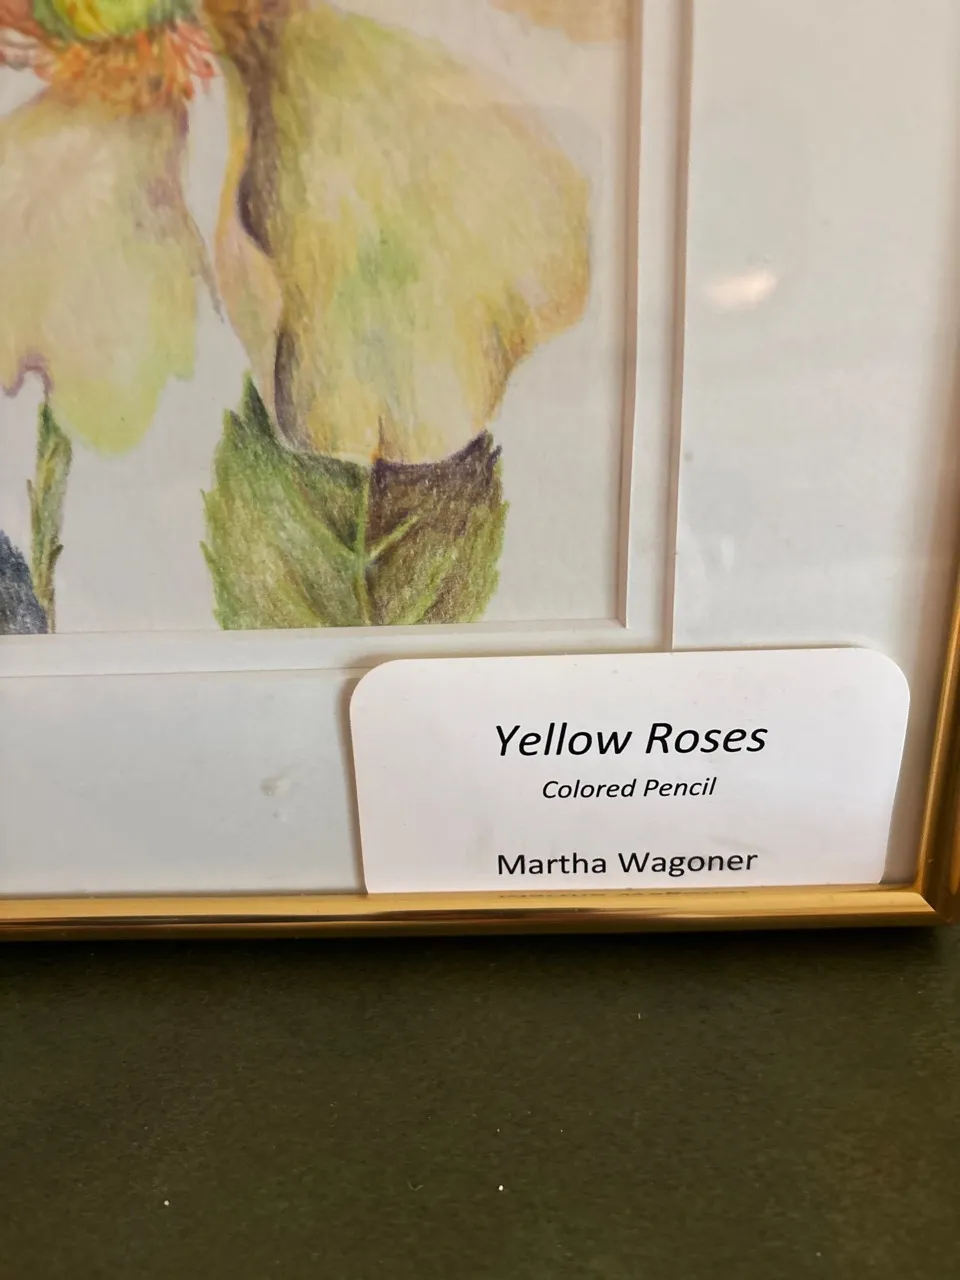 Yellow Roses
Colored Pencil
Martha Wagoner